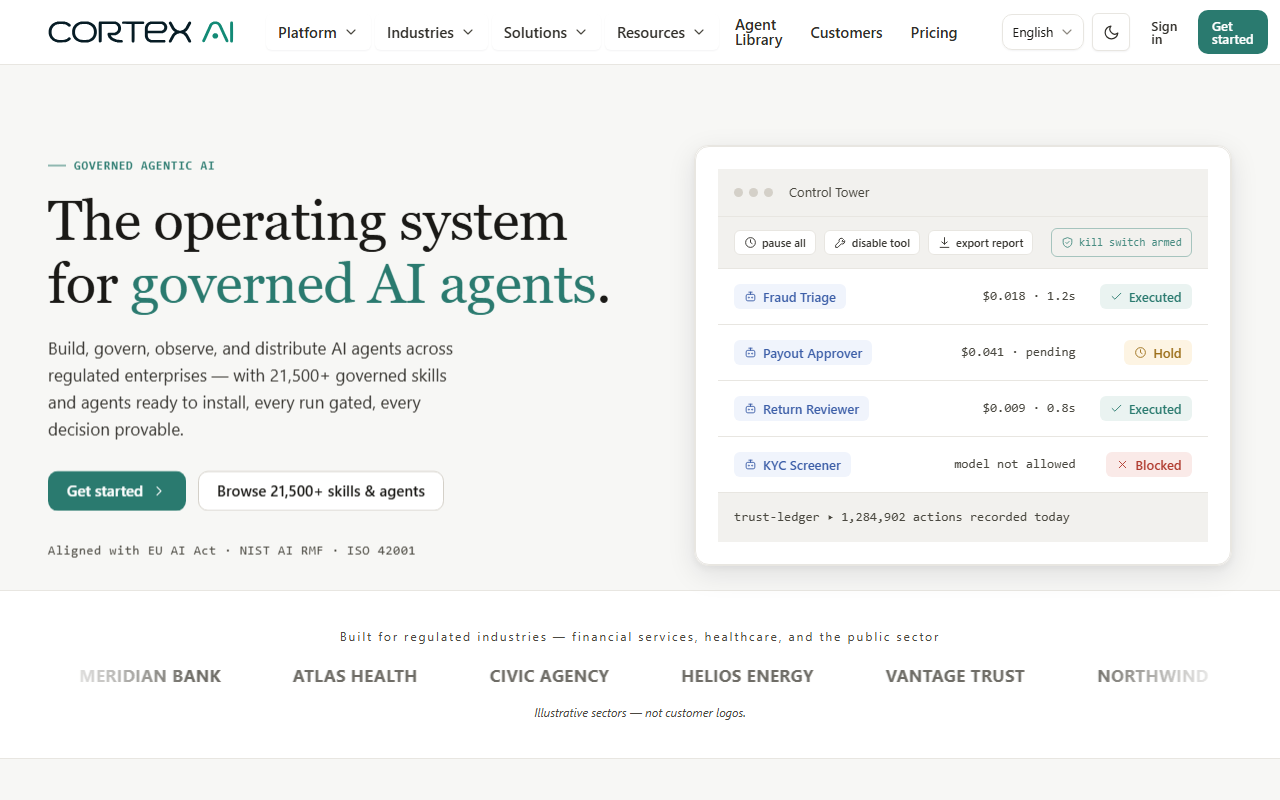 CORTEX AI
Platform
Industries
Solutions
Resources
Agent
Library
Customers
Pricing
English
Sign
in
Get
started
GOVERNED AGENTIC AI
The operating system
for governed AI agents.
Build, govern, observe, and distribute AI agents across
regulated enterprises — with 21,500+ governed skills
and agents ready to install, every run gated, every
decision provable.
Get started
Browse 21,500+ skills & agents
Aligned with EU AI Act · NIST AI RMF · ISO 42001
Control Tower
pause all
disable tool
export report
kill switch armed
Fraud Triage $0.018 · 1.2s Executed
Payout Approver $0.041 · pending Hold
Return Reviewer $0.009 · 0.8s Executed
KYC Screener model not allowed Blocked
trust-ledger ▸ 1,284,902 actions recorded today
Built for regulated industries — financial services, healthcare, and the public sector
MERIDIAN BANK ATLAS HEALTH CIVIC AGENCY HELIOS ENERGY VANTAGE TRUST NORTHWIND
Illustrative sectors — not customer logos.